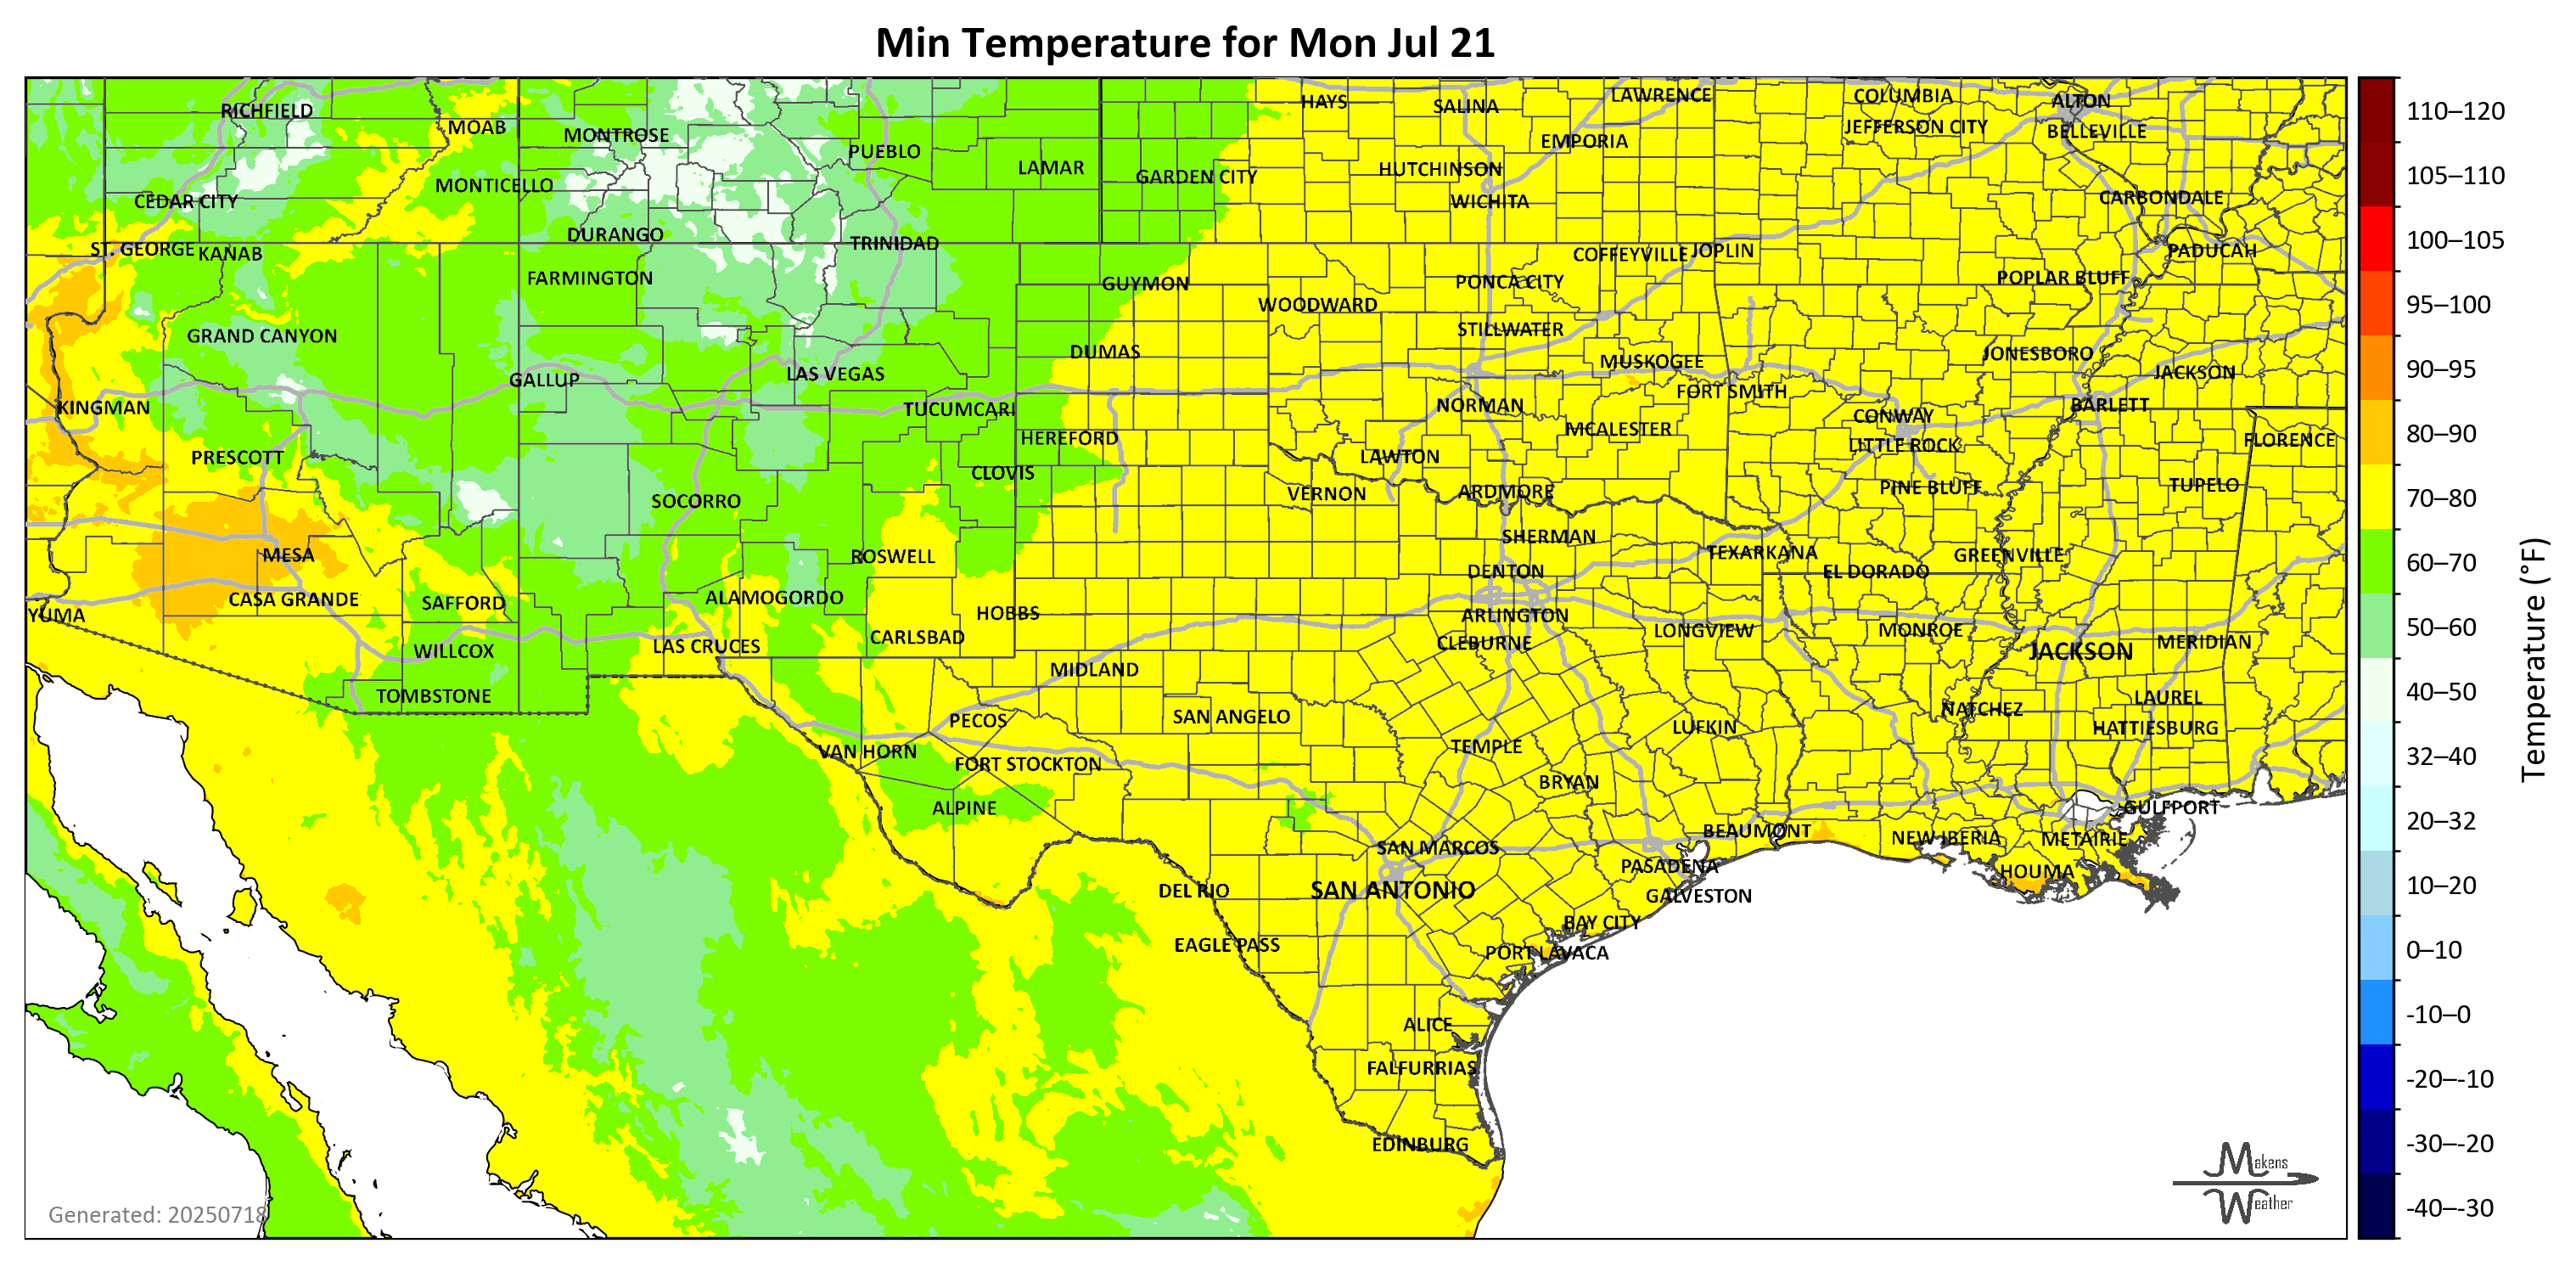 Min Temperature for Mon Jul 21
RICHFIELD
MOAB
MONTROSE
PUEBLO
LAMAR
GARDEN CITY
HAYS
SALINA
LAWRENCE
EMPORIA
HUTCHINSON
WICHITA
COLUMBIA
JEFFERSON CITY
ALTON
BELLEVILLE
CARBONDALE
CEDAR CITY
MONTICELLO
DURANGO
TRINIDAD
ST. GEORGE
KANAB
FARMINGTON
GUYMON
WOODWARD
PONCA CITY
COFFEYVILLE
JOPLIN
POPLAR BLUFF
PADUCAH
GRAND CANYON
GALLUP
LAS VEGAS
DUMAS
STILLWATER
MUSKOGEE
FORT SMITH
JONESBORO
JACKSON
KINGMAN
TUCUMCARI
HEREFORD
NORMAN
MCALESTER
CONWAY
LITTLE ROCK
BARLETT
FLORENCE
PRESCOTT
SOCORRO
CLOVIS
LAWTON
VERNON
ARDMORE
PINE BLUFF
TUPELO
MESA
ROSWELL
SHERMAN
DENTON
TEXARKANA
EL DORADO
GREENVILLE
YUMA
CASA GRANDE
SAFFORD
ALAMOGORDO
HOBBS
ARLINGTON
CLEBURNE
LONGVIEW
MONROE
JACKSON
MERIDIAN
WILLCOX
LAS CRUCES
CARLSBAD
MIDLAND
TOMBSTONE
PECOS
SAN ANGELO
LUFKIN
NATCHEZ
LAUREL
HATTIESBURG
VAN HORN
FORT STOCKTON
TEMPLE
BRYAN
ALPINE
BEAUMONT
NEW IBERIA
METAIRIE
GULFPORT
SAN MARCOS
PASADENA
HOUMA
DEL RIO
SAN ANTONIO
GALVESTON
EAGLE PASS
BAY CITY
PORT LAVACA
ALICE
FALFURRIAS
EDINBURG
Generated: 20250718
Makens
Weather
110–120
105–110
100–105
95–100
90–95
80–90
70–80
60–70
50–60
40–50
32–40
20–32
10–20
0–10
-10–0
-20–-10
-30–-20
-40–-30
Temperature (°F)